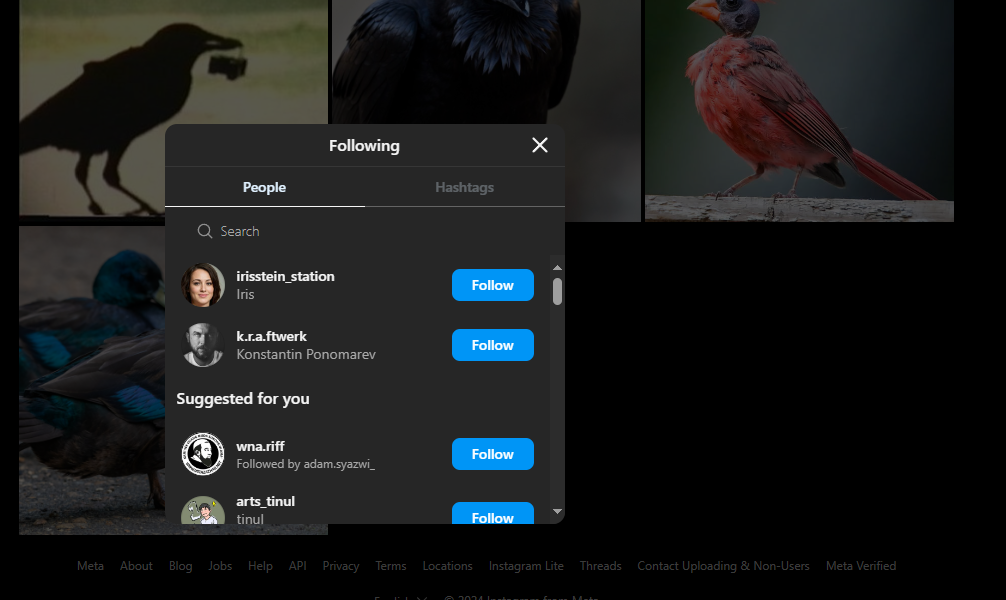 Following
People
Hashtags
Search
irisstein_station
Iris
Follow
k.r.a.ftwerk
Konstantin Ponomarev
Follow
Suggested for you
wna.riff
Followed by adam.syazwi_
Follow
arts_tinul
tinul
Follow
Meta About Blog Jobs Help API Privacy Terms Locations Instagram Lite Threads Contact Uploading & Non-Users Meta Verified
English © 2024 Instagram from Meta